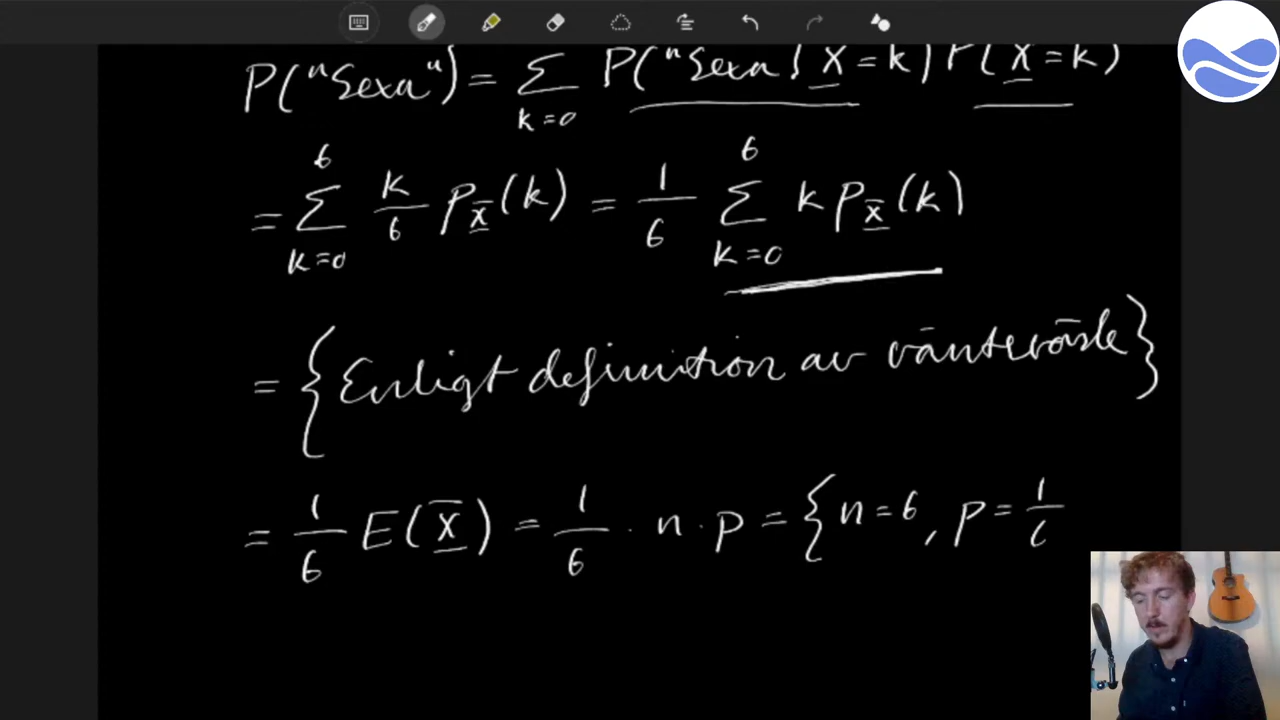 P("Sexa") = Σ_{k=0} P("Sexa | X = k) P(X = k)
= Σ_{k=0}^{6} k/6 p_X(k) = 1/6 Σ_{k=0}^{6} k p_X(k)
= {Enligt definition av väntevärde}
= 1/6 E(X) = 1/6 · n · p = {n = 6, p = 1/6